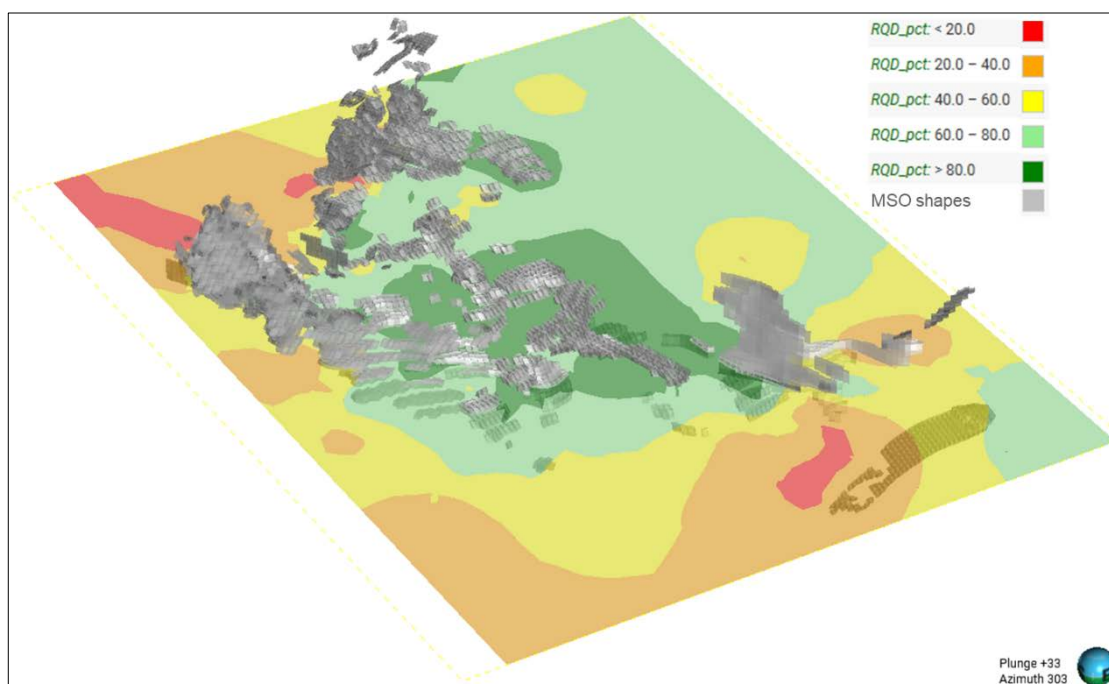 RQD_pct: < 20.0
RQD_pct: 20.0 – 40.0
RQD_pct: 40.0 – 60.0
RQD_pct: 60.0 – 80.0
RQD_pct: > 80.0
MSO shapes
Plunge +33
Azimuth 303